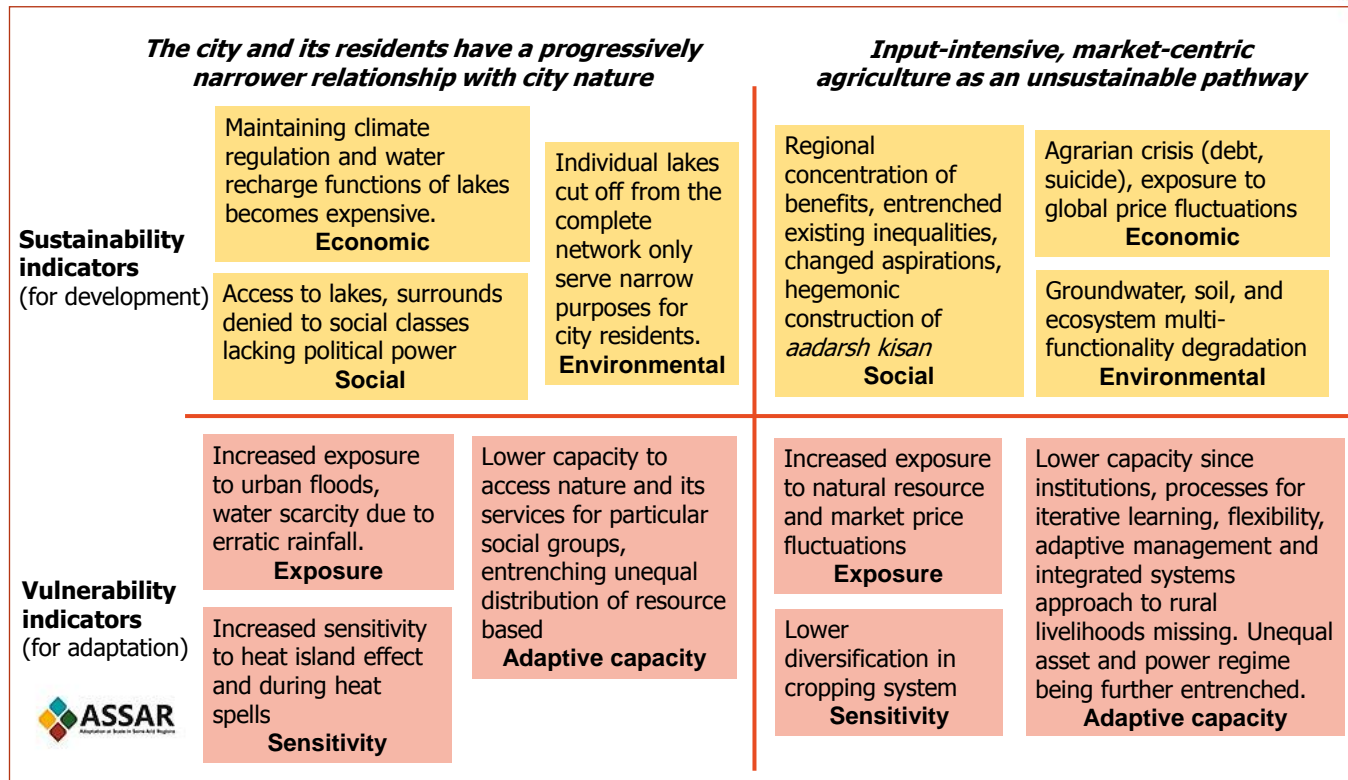 The city and its residents have a progressively
narrower relationship with city nature
Input-intensive, market-centric
agriculture as an unsustainable pathway
Sustainability
indicators
(for development)
Maintaining climate
regulation and water
recharge functions of lakes
becomes expensive.
Economic
Access to lakes, surrounds
denied to social classes
lacking political power
Social
Individual lakes
cut off from the
complete
network only
serve narrow
purposes for
city residents.
Environmental
Regional
concentration of
benefits, entrenched
existing inequalities,
changed aspirations,
hegemonic
construction of
aadarsh kisan
Social
Agrarian crisis (debt,
suicide), exposure to
global price fluctuations
Economic
Groundwater, soil, and
ecosystem multi-
functionality degradation
Environmental
Vulnerability
indicators
(for adaptation)
Increased exposure
to urban floods,
water scarcity due to
erratic rainfall.
Exposure
Increased sensitivity
to heat island effect
and during heat
spells
Sensitivity
Lower capacity to
access nature and its
services for particular
social groups,
entrenching unequal
distribution of resource
based
Adaptive capacity
Increased exposure
to natural resource
and market price
fluctuations
Exposure
Lower
diversification in
cropping system
Sensitivity
Lower capacity since
institutions, processes for
iterative learning, flexibility,
adaptive management and
integrated systems
approach to rural
livelihoods missing. Unequal
asset and power regime
being further entrenched.
Adaptive capacity
ASSAR
Adaptation at Scale in Semi-Arid Regions